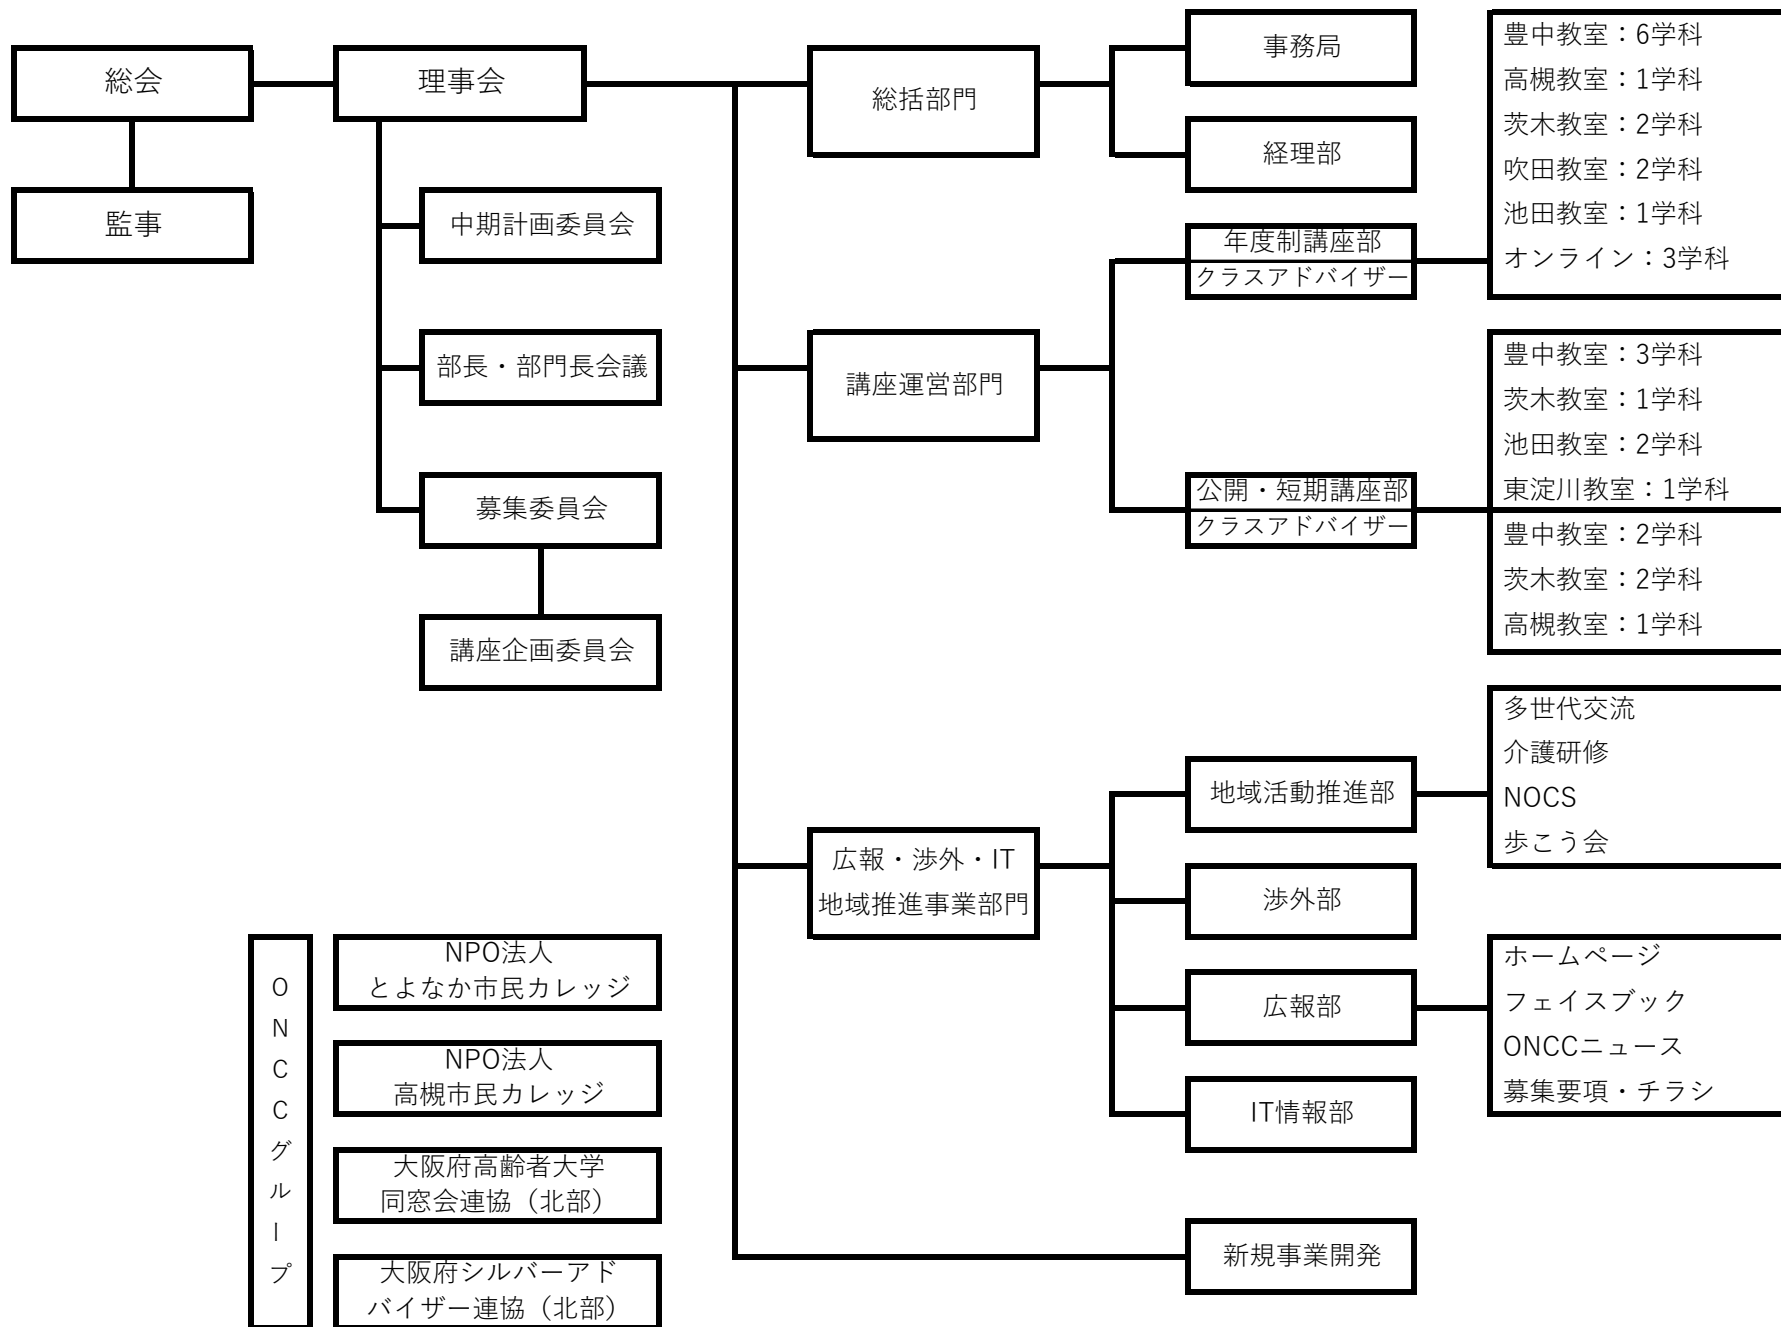 総会
監事
理事会
中期計画委員会
部長・部門長会議
募集委員会
講座企画委員会
総括部門
事務局
経理部
講座運営部門
年度制講座部
クラスアドバイザー
豊中教室：6学科
高槻教室：1学科
茨木教室：2学科
吹田教室：2学科
池田教室：1学科
オンライン：3学科
公開・短期講座部
クラスアドバイザー
豊中教室：3学科
茨木教室：1学科
池田教室：2学科
東淀川教室：1学科
豊中教室：2学科
茨木教室：2学科
高槻教室：1学科
広報・渉外・IT
地域推進事業部門
地域活動推進部
多世代交流
介護研修
NOCS
歩こう会
渉外部
広報部
ホームページ
フェイスブック
ONCCニュース
募集要項・チラシ
IT情報部
新規事業開発
ONCCグループ
NPO法人
とよなか市民カレッジ
NPO法人
高槻市民カレッジ
大阪府高齢者大学
同窓会連協（北部）
大阪府シルバーアド
バイザー連協（北部）